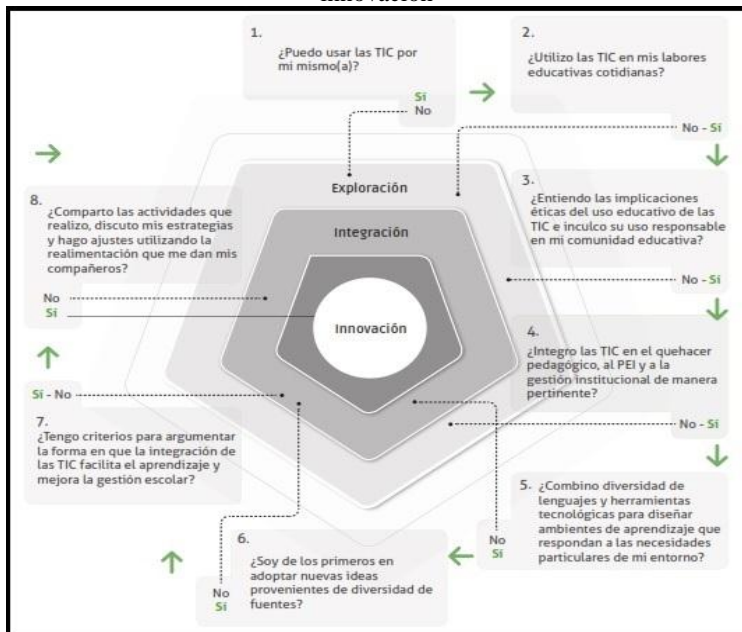 Innovación
1.
¿Puedo usar las TIC por
mi mismo(a)?
Sí
No
2.
¿Utilizo las TIC en mis labores
educativas cotidianas?
No - Sí
3.
¿Entiendo las implicaciones
éticas del uso educativo de las
TIC e inculco su uso responsable
en mi comunidad educativa?
No - Sí
4.
¿Integro las TIC en el quehacer
pedagógico, al PEI y a la
gestión institucional de manera
pertinente?
No - Sí
5. ¿Combino diversidad de
lenguajes y herramientas
tecnológicas para diseñar
ambientes de aprendizaje que
respondan a las necesidades
particulares de mi entorno?
No
Sí
6.
¿Soy de los primeros en
adoptar nuevas ideas
provenientes de diversidad de
fuentes?
No
Sí
Sí - No
7.
¿Tengo criterios para argumentar
la forma en que la integración de
las TIC facilita el aprendizaje y
mejora la gestión escolar?
8.
¿Comparto las actividades que
realizo, discuto mis estrategias
y hago ajustes utilizando la
realimentación que me dan mis
compañeros?
No
Sí
Exploración
Integración
Innovación